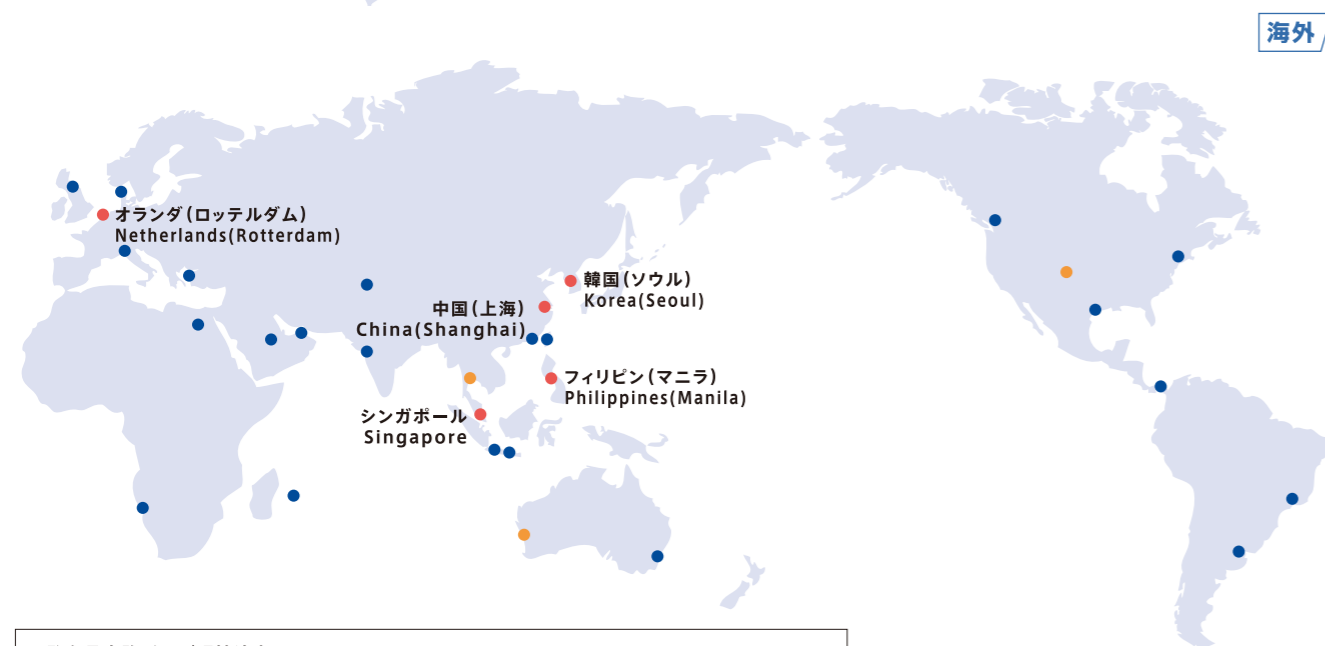 海外
オランダ(ロッテルダム)
Netherlands(Rotterdam)
韓国(ソウル)
Korea(Seoul)
中国(上海)
China(Shanghai)
フィリピン(マニラ)
Philippines(Manila)
シンガポール
Singapore